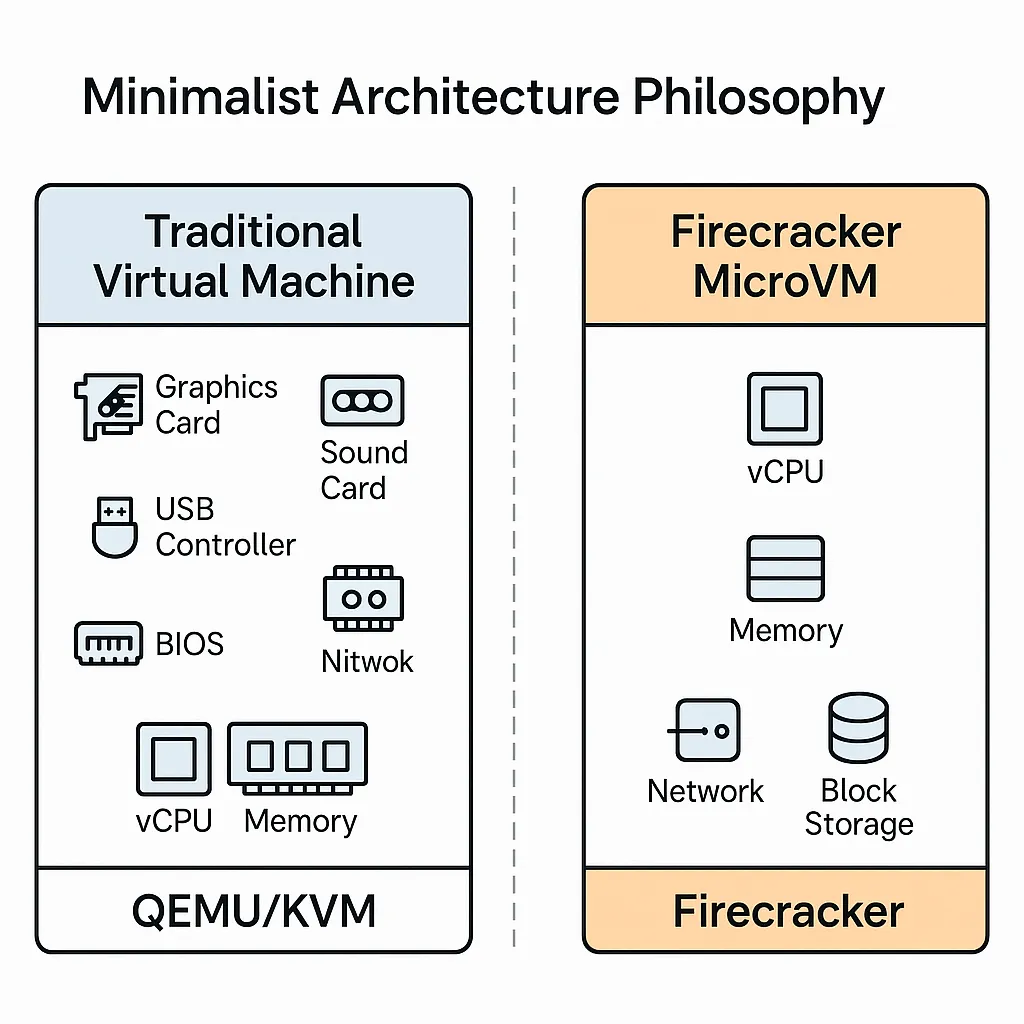 Minimalist Architecture Philosophy
Traditional
Virtual Machine
Graphics
Card
Sound
Card
USB
Controller
BIOS
Nitwok
vCPU
Memory
QEMU/KVM
Firecracker
MicroVM
vCPU
Memory
Network
Block
Storage
Firecracker